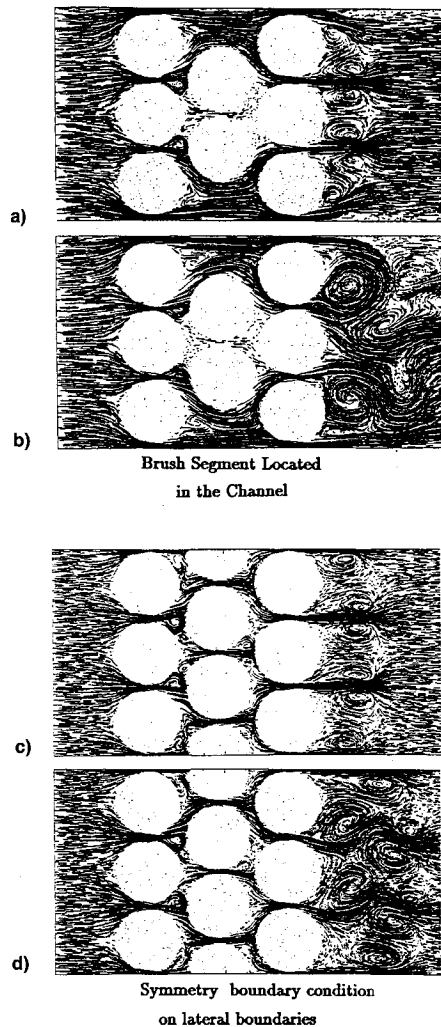 a)
b)
Brush Segment Located
in the Channel
c)
d)
Symmetry boundary condition
on lateral boundaries